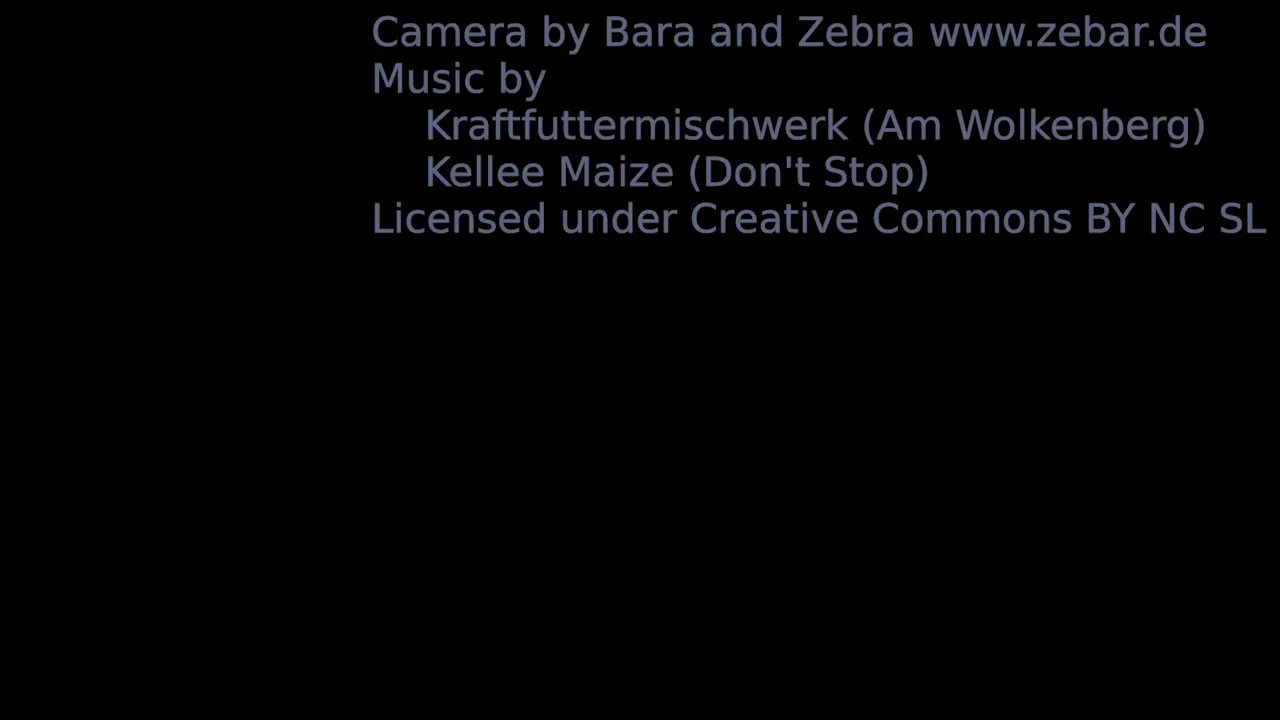 Camera by Bara and Zebra www.zebar.de
Music by
Kraftfuttermischwerk (Am Wolkenberg)
Kellee Maize (Don't Stop)
Licensed under Creative Commons BY NC SL